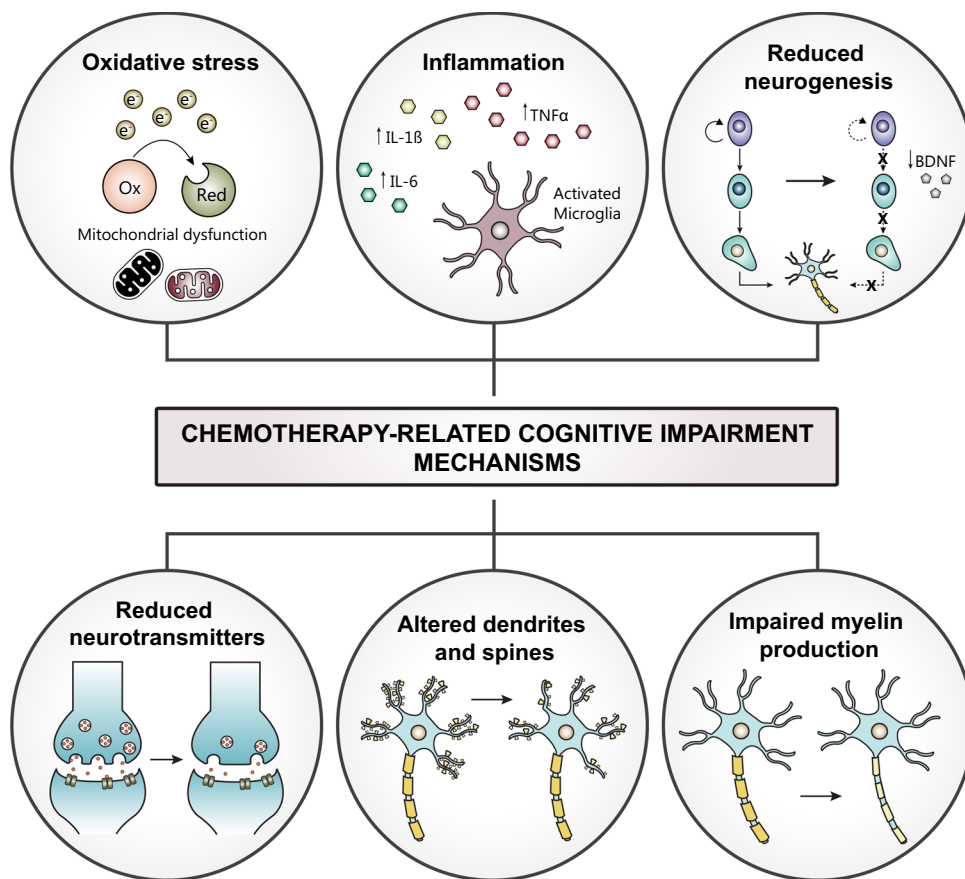 Oxidative stress
e⁻
e⁻
e⁻
e⁻
e⁻
Ox
Red
Mitochondrial dysfunction
Inflammation
↑TNFα
↑IL-1ß
↑IL-6
Activated
Microglia
Reduced
neurogenesis
X
↓BDNF
X
X
CHEMOTHERAPY-RELATED COGNITIVE IMPAIRMENT
MECHANISMS
Reduced
neurotransmitters
Altered dendrites
and spines
Impaired myelin
production